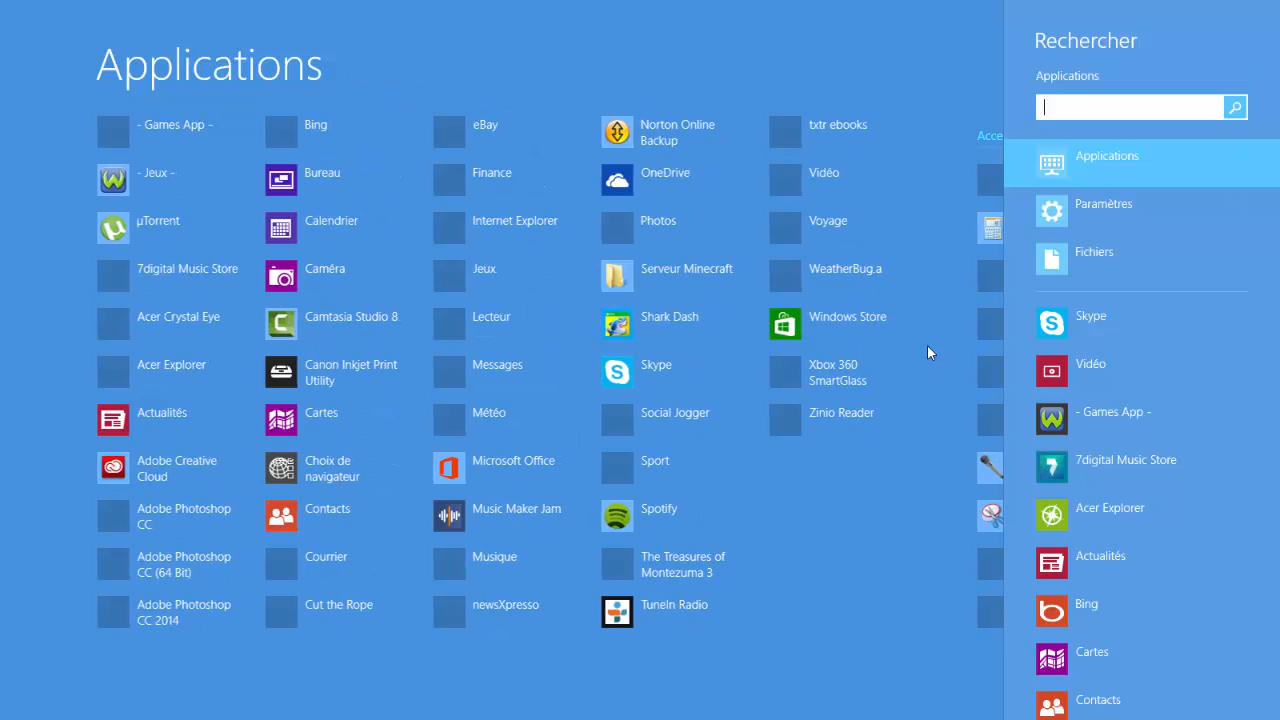 Applications
- Games App -
- Jeux -
µTorrent
7digital Music Store
Acer Crystal Eye
Acer Explorer
Actualités
Adobe Creative
Cloud
Adobe Photoshop
CC
Adobe Photoshop
CC (64 Bit)
Adobe Photoshop
CC 2014
Bing
Bureau
Calendrier
Caméra
Camtasia Studio 8
Canon Inkjet Print
Utility
Cartes
Choix de
navigateur
Contacts
Courrier
Cut the Rope
eBay
Finance
Internet Explorer
Jeux
Lecteur
Messages
Météo
Microsoft Office
Music Maker Jam
Musique
newsXpresso
Norton Online
Backup
OneDrive
Photos
Serveur Minecraft
Shark Dash
Skype
Social Jogger
Sport
Spotify
The Treasures of
Montezuma 3
TuneIn Radio
txtr ebooks
Vidéo
Voyage
WeatherBug.a
Windows Store
Xbox 360
SmartGlass
Zinio Reader
Acce
Rechercher
Applications
Applications
Paramètres
Fichiers
Skype
Vidéo
- Games App -
7digital Music Store
Acer Explorer
Actualités
Bing
Cartes
Contacts